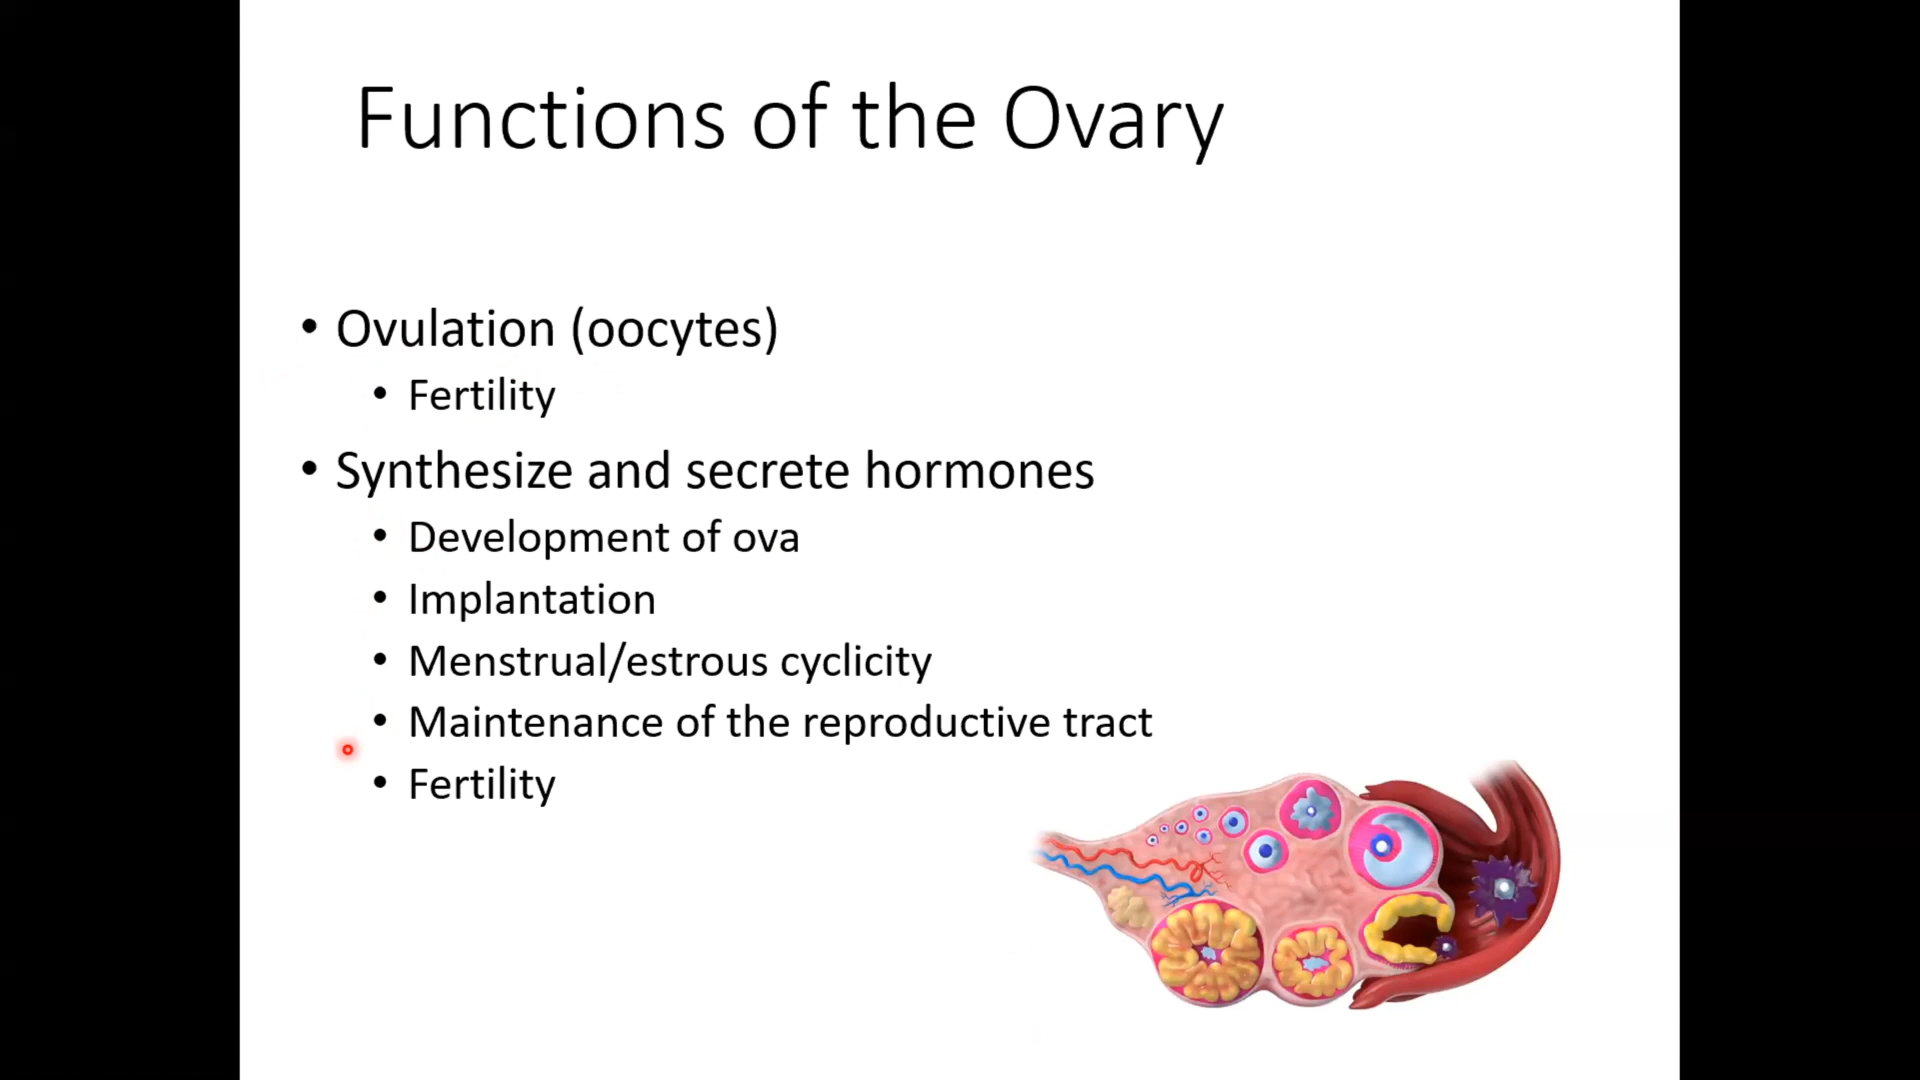 Functions of the Ovary
• Ovulation (oocytes)
• Fertility
• Synthesize and secrete hormones
• Development of ova
• Implantation
• Menstrual/estrous cyclicity
• Maintenance of the reproductive tract
• Fertility